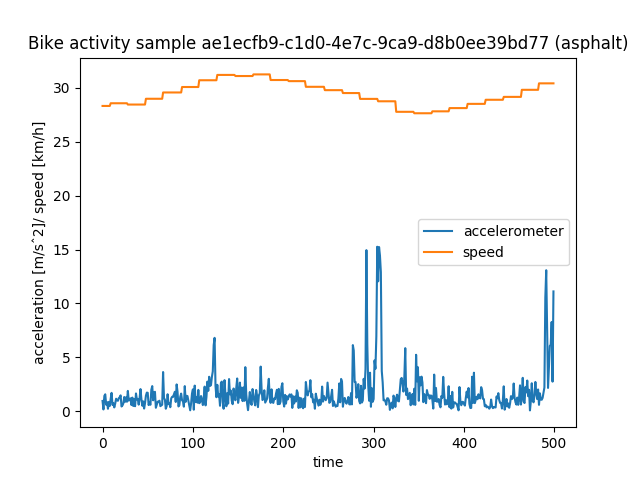 Bike activity sample ae1ecfb9-c1d0-4e7c-9ca9-d8b0ee39bd77 (asphalt)
acceleration [m/s^2]/ speed [km/h]
30
25
20
15
10
5
0
accelerometer
speed
0 100 200 300 400 500
time